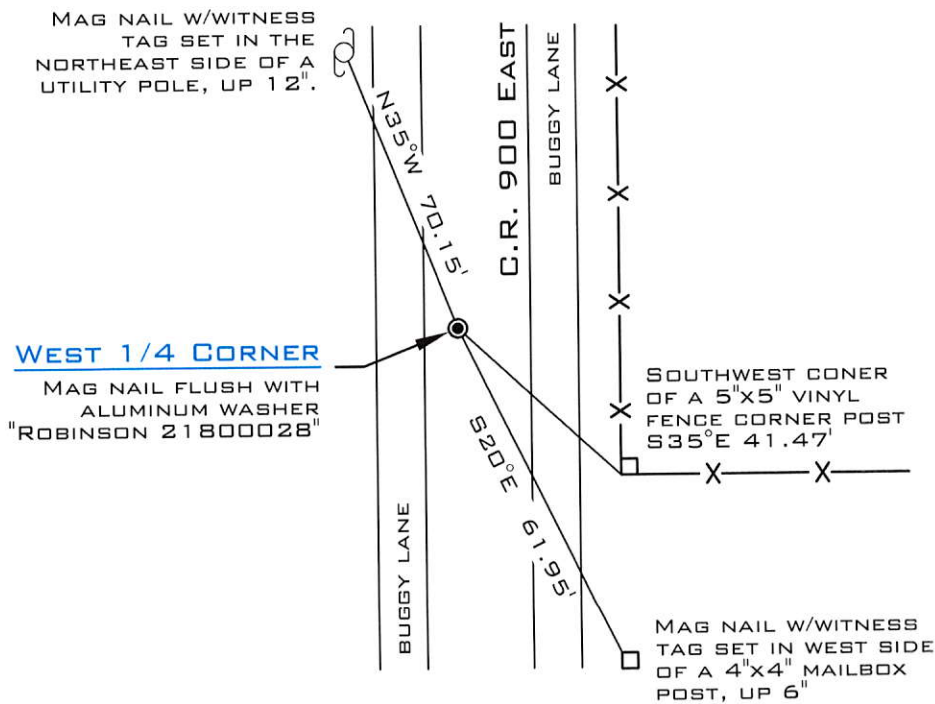 MAG NAIL W/WITNESS
TAG SET IN THE
NORTHEAST SIDE OF A
UTILITY POLE, UP 12".
N35°W 70.15'
C.R. 900 EAST
BUGGY LANE
WEST 1/4 CORNER
MAG NAIL FLUSH WITH
ALUMINUM WASHER
"ROBINSON 21800028"
SOUTHWEST CONER
OF A 5"X5" VINYL
FENCE CORNER POST
S35°E 41.47'
S20°E 61.95'
BUGGY LANE
MAG NAIL W/WITNESS
TAG SET IN WEST SIDE
OF A 4"X4" MAILBOX
POST, UP 6"